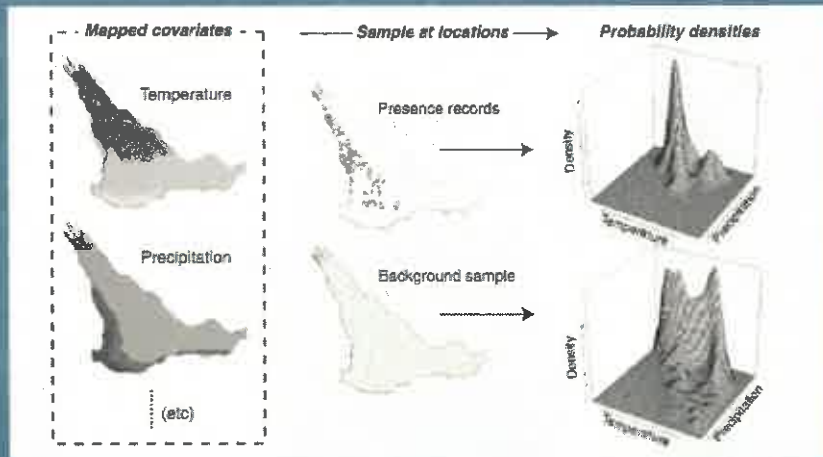 Mapped covariates
Sample at locations
Probability densities
Temperature
Precipitation
(etc)
Presence records
Background sample
Density
Temperature
Precipitation
Density
Temperature
Precipitation